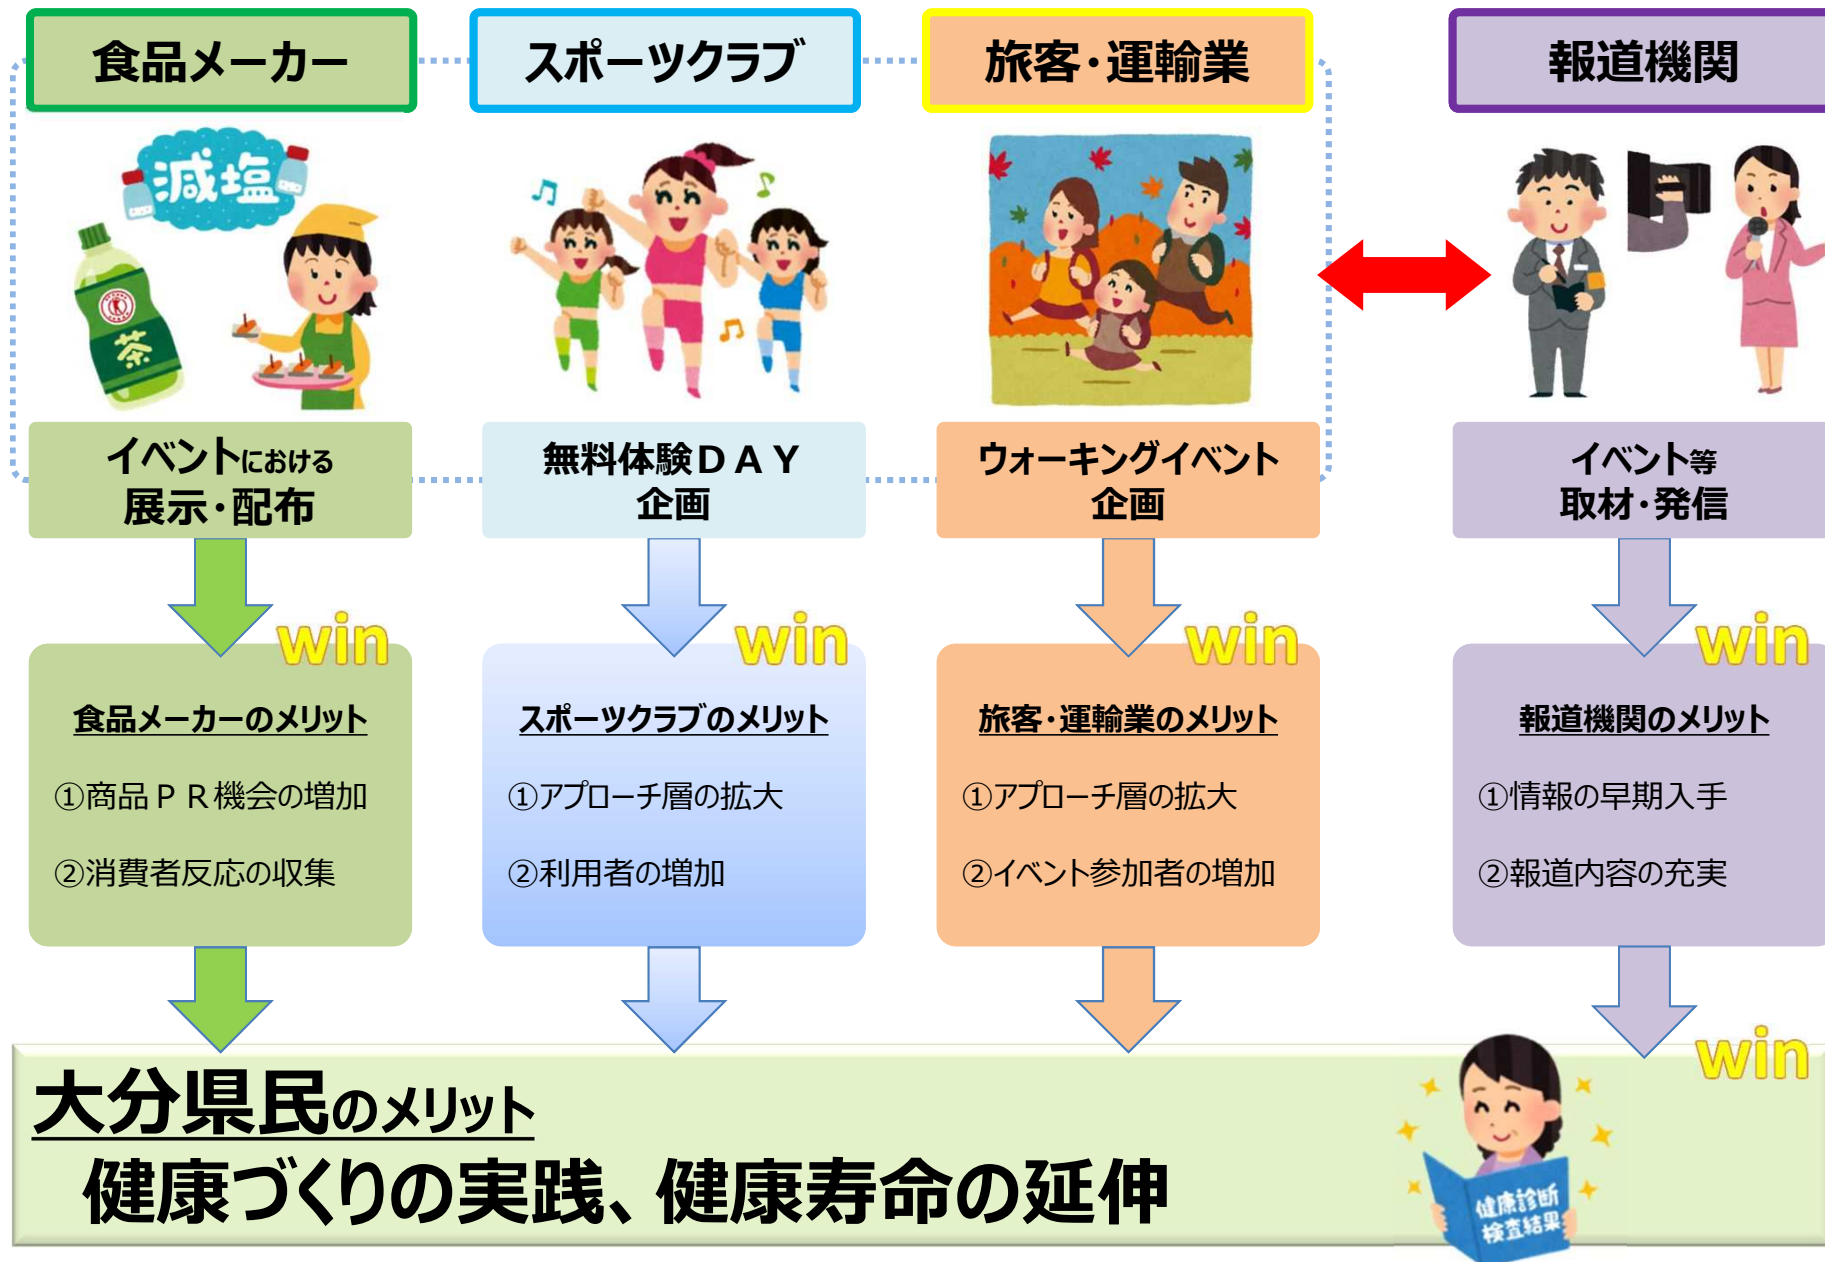 食品メーカー
スポーツクラブ
旅客・運輸業
報道機関
減塩
茶
イベントにおける
展示・配布
無料体験ＤＡＹ
企画
ウォーキングイベント
企画
イベント等
取材・発信
win
win
win
win
食品メーカーのメリット
①商品ＰＲ機会の増加
②消費者反応の収集
スポーツクラブのメリット
①アプローチ層の拡大
②利用者の増加
旅客・運輸業のメリット
①アプローチ層の拡大
②イベント参加者の増加
報道機関のメリット
①情報の早期入手
②報道内容の充実
win
大分県民のメリット
健康づくりの実践、健康寿命の延伸
健康診断
検査結果